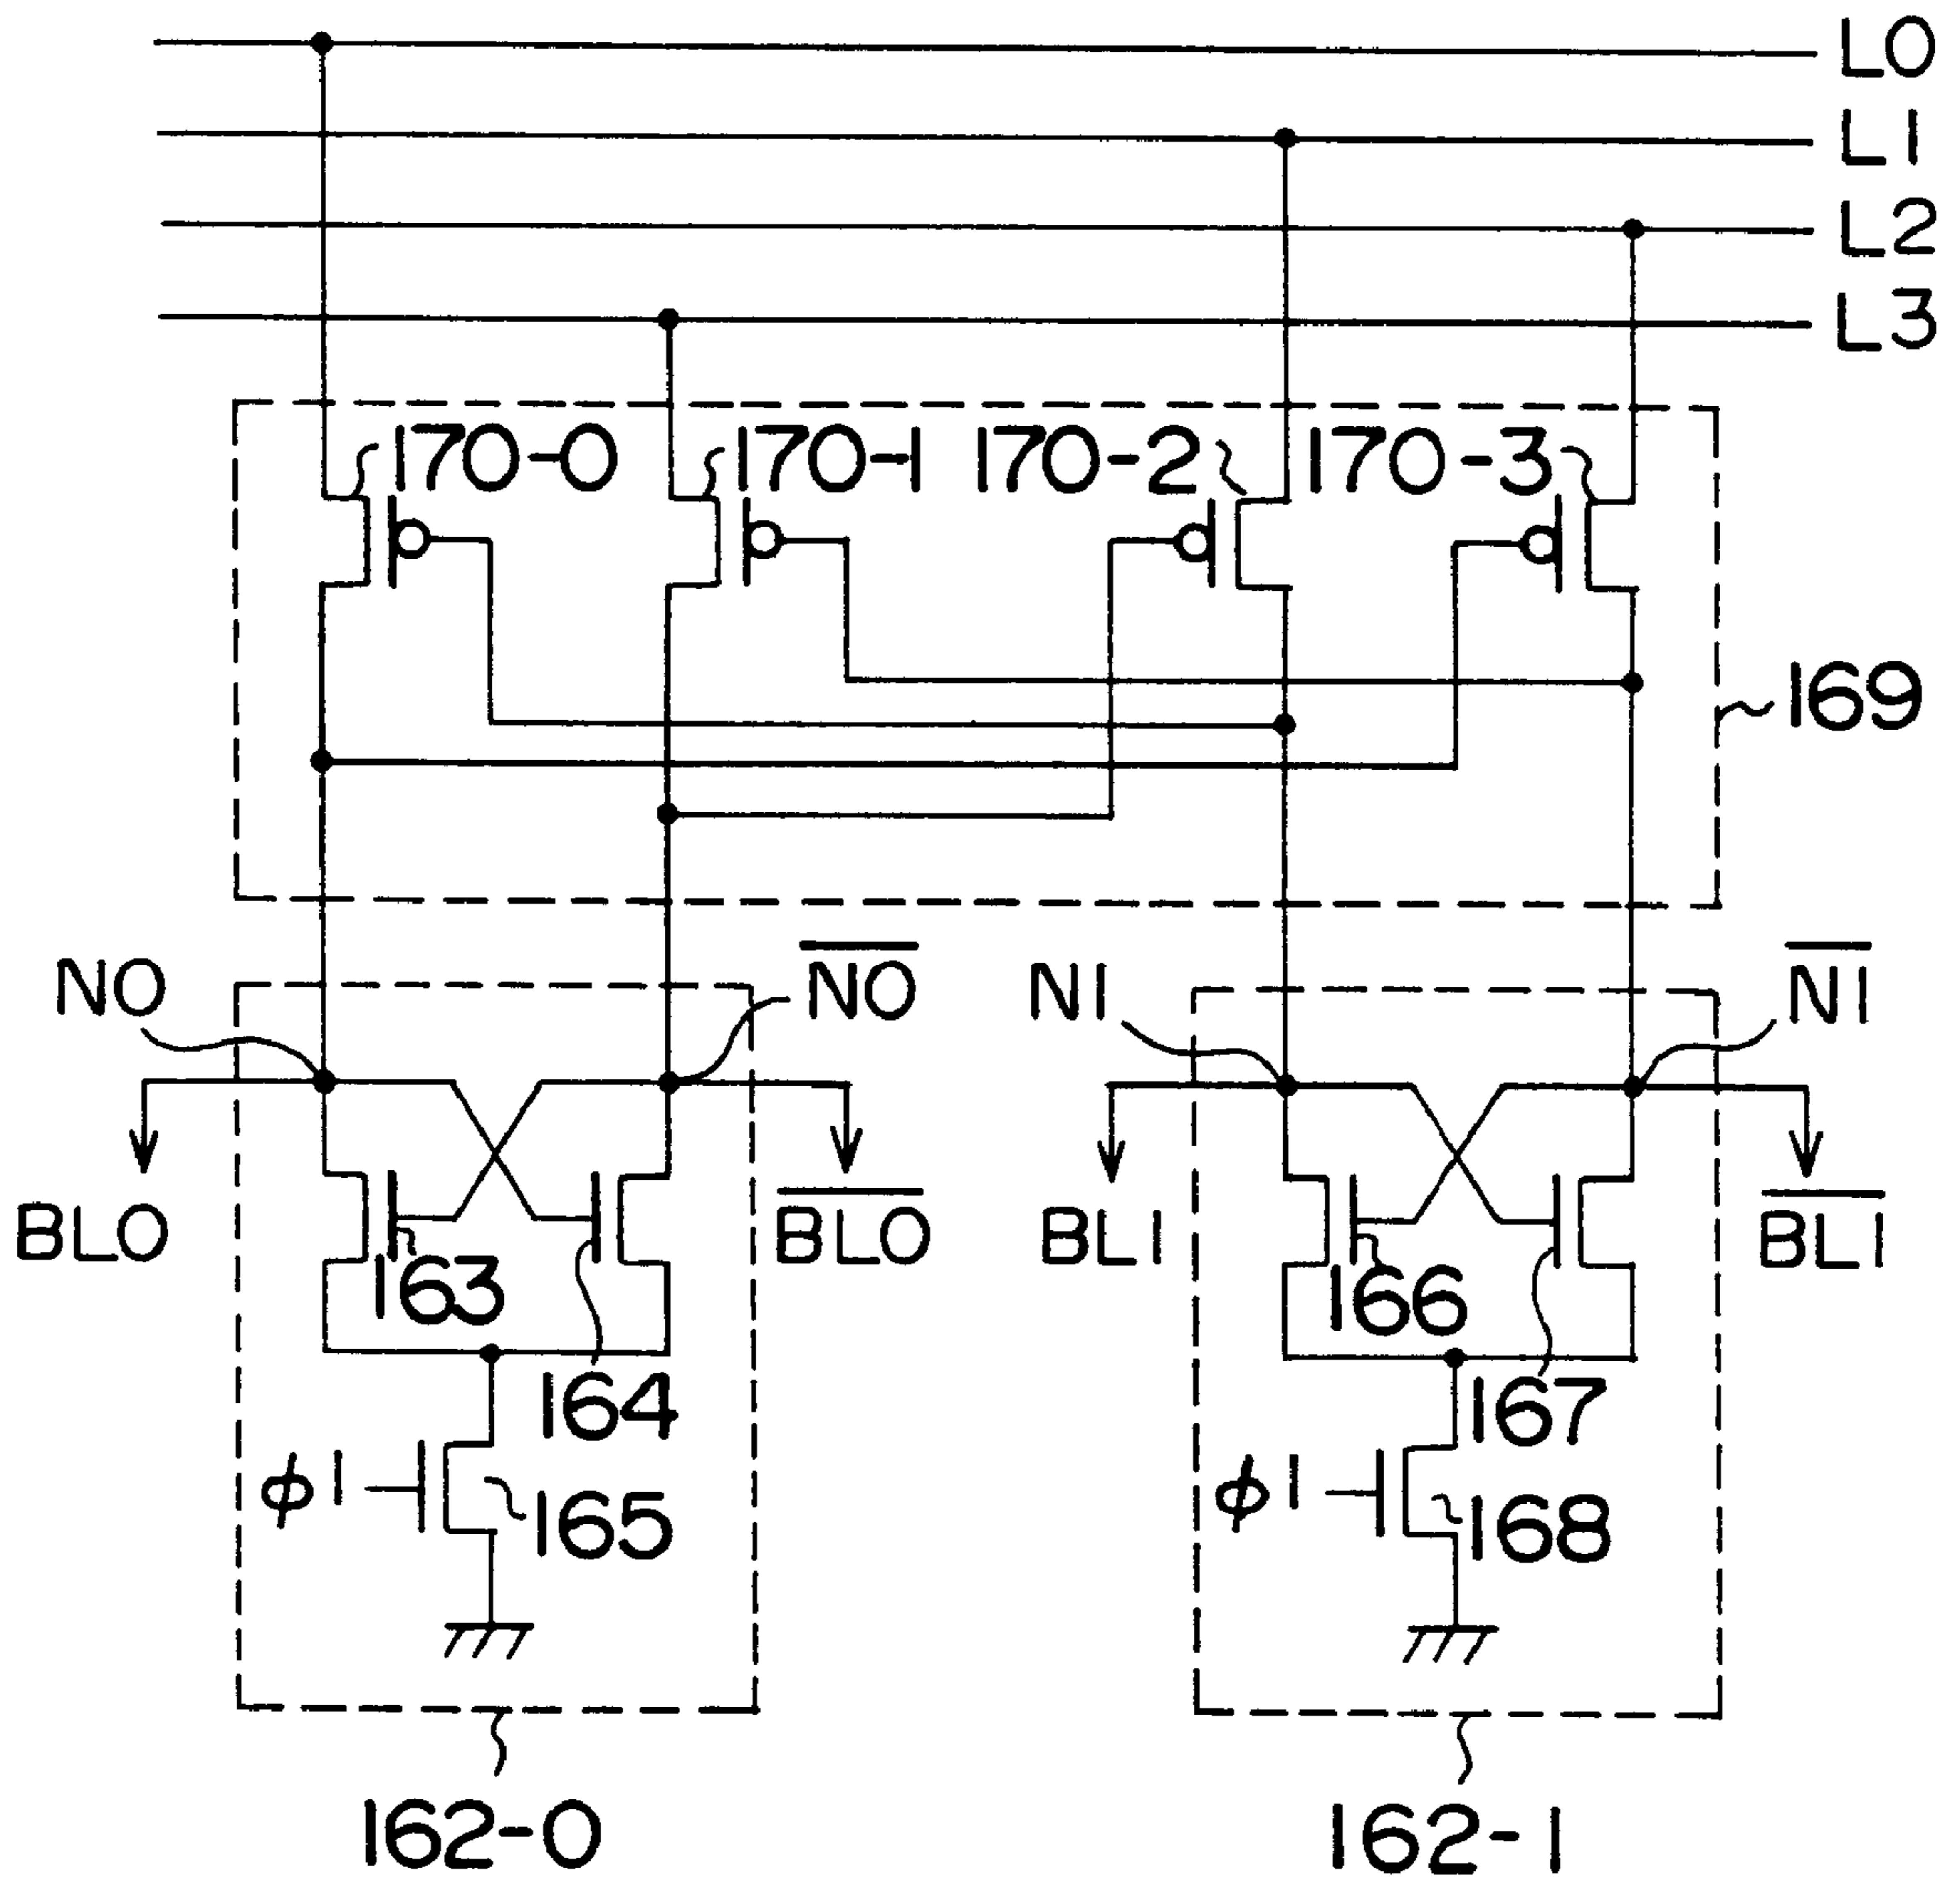 L0
L1
L2
L3
170-0 170-1 170-2 170-3
169
N0 N̅0̅ N1 N̅1̅
BL0 B̅L̅0̅ BL1 B̅L̅1̅
163 166
164 167
ϕ1 165 ϕ1 168
162-0 162-1